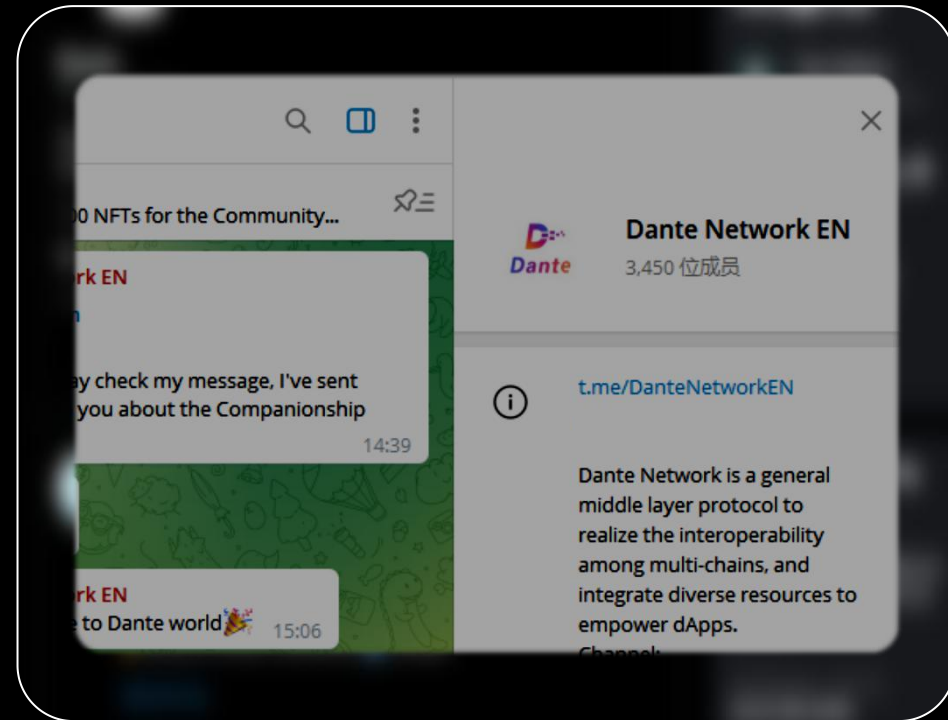 00 NFTs for the Community...
rk EN
ay check my message, I've sent
you about the Companionship
14:39
rk EN
to Dante world🎉 15:06
Dante
Dante Network EN
3,450 位成员
t.me/DanteNetworkEN
Dante Network is a general
middle layer protocol to
realize the interoperability
among multi-chains, and
integrate diverse resources to
empower dApps.
Channel: